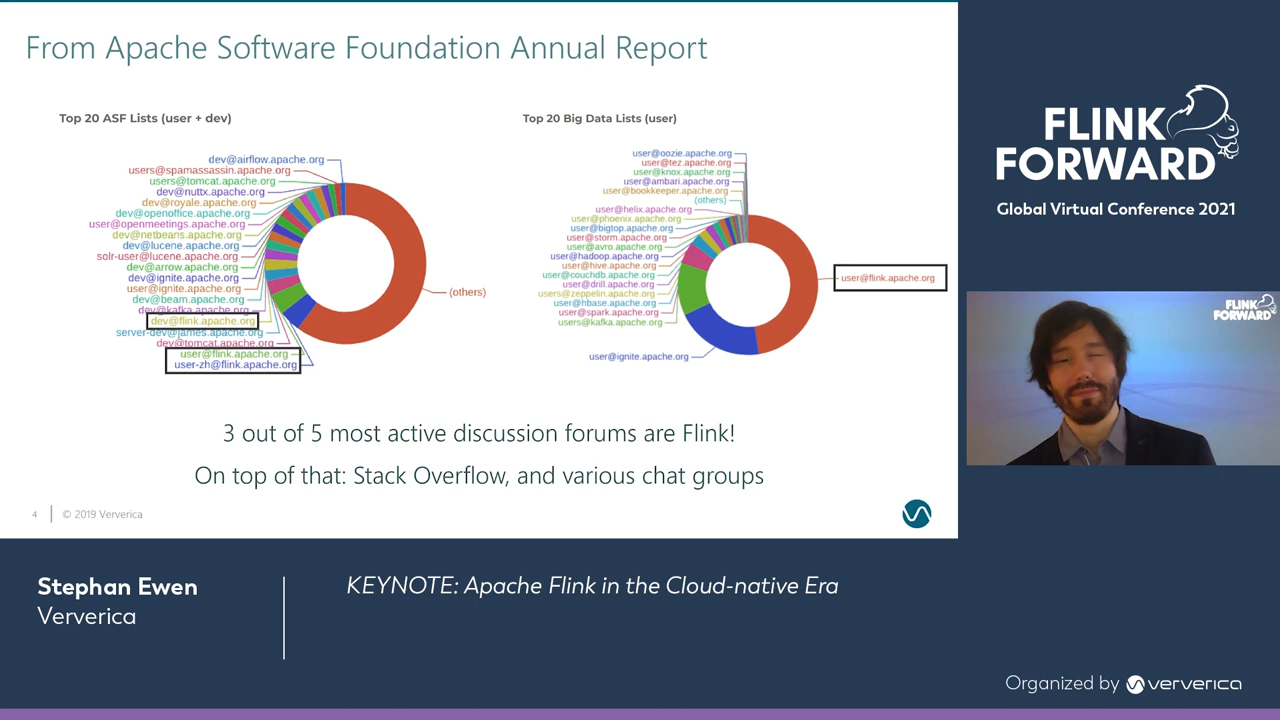 From Apache Software Foundation Annual Report
Top 20 ASF Lists (user + dev)
dev@airflow.apache.org
users@spamassassin.apache.org
users@tomcat.apache.org
dev@nuttx.apache.org
dev@royale.apache.org
dev@openoffice.apache.org
user@openmeetings.apache.org
dev@netbeans.apache.org
dev@lucene.apache.org
solr-user@lucene.apache.org
dev@arrow.apache.org
dev@ignite.apache.org
user@ignite.apache.org
dev@beam.apache.org
dev@kafka.apache.org
dev@flink.apache.org
server-dev@james.apache.org
dev@tomcat.apache.org
user@flink.apache.org
user-zh@flink.apache.org
(others)
Top 20 Big Data Lists (user)
user@oozie.apache.org
user@tez.apache.org
user@knox.apache.org
user@ambari.apache.org
user@bookkeeper.apache.org
(others)
user@helix.apache.org
user@phoenix.apache.org
user@bigtop.apache.org
user@storm.apache.org
user@avro.apache.org
user@hadoop.apache.org
user@hive.apache.org
user@couchdb.apache.org
user@drill.apache.org
users@zeppelin.apache.org
user@hbase.apache.org
user@spark.apache.org
users@kafka.apache.org
user@ignite.apache.org
user@flink.apache.org
3 out of 5 most active discussion forums are Flink!
On top of that: Stack Overflow, and various chat groups
4
© 2019 Ververica
FLINK
FORWARD
Global Virtual Conference 2021
FLINK
FORWARD
Stephan Ewen
Ververica
KEYNOTE: Apache Flink in the Cloud-native Era
Organized by ververica